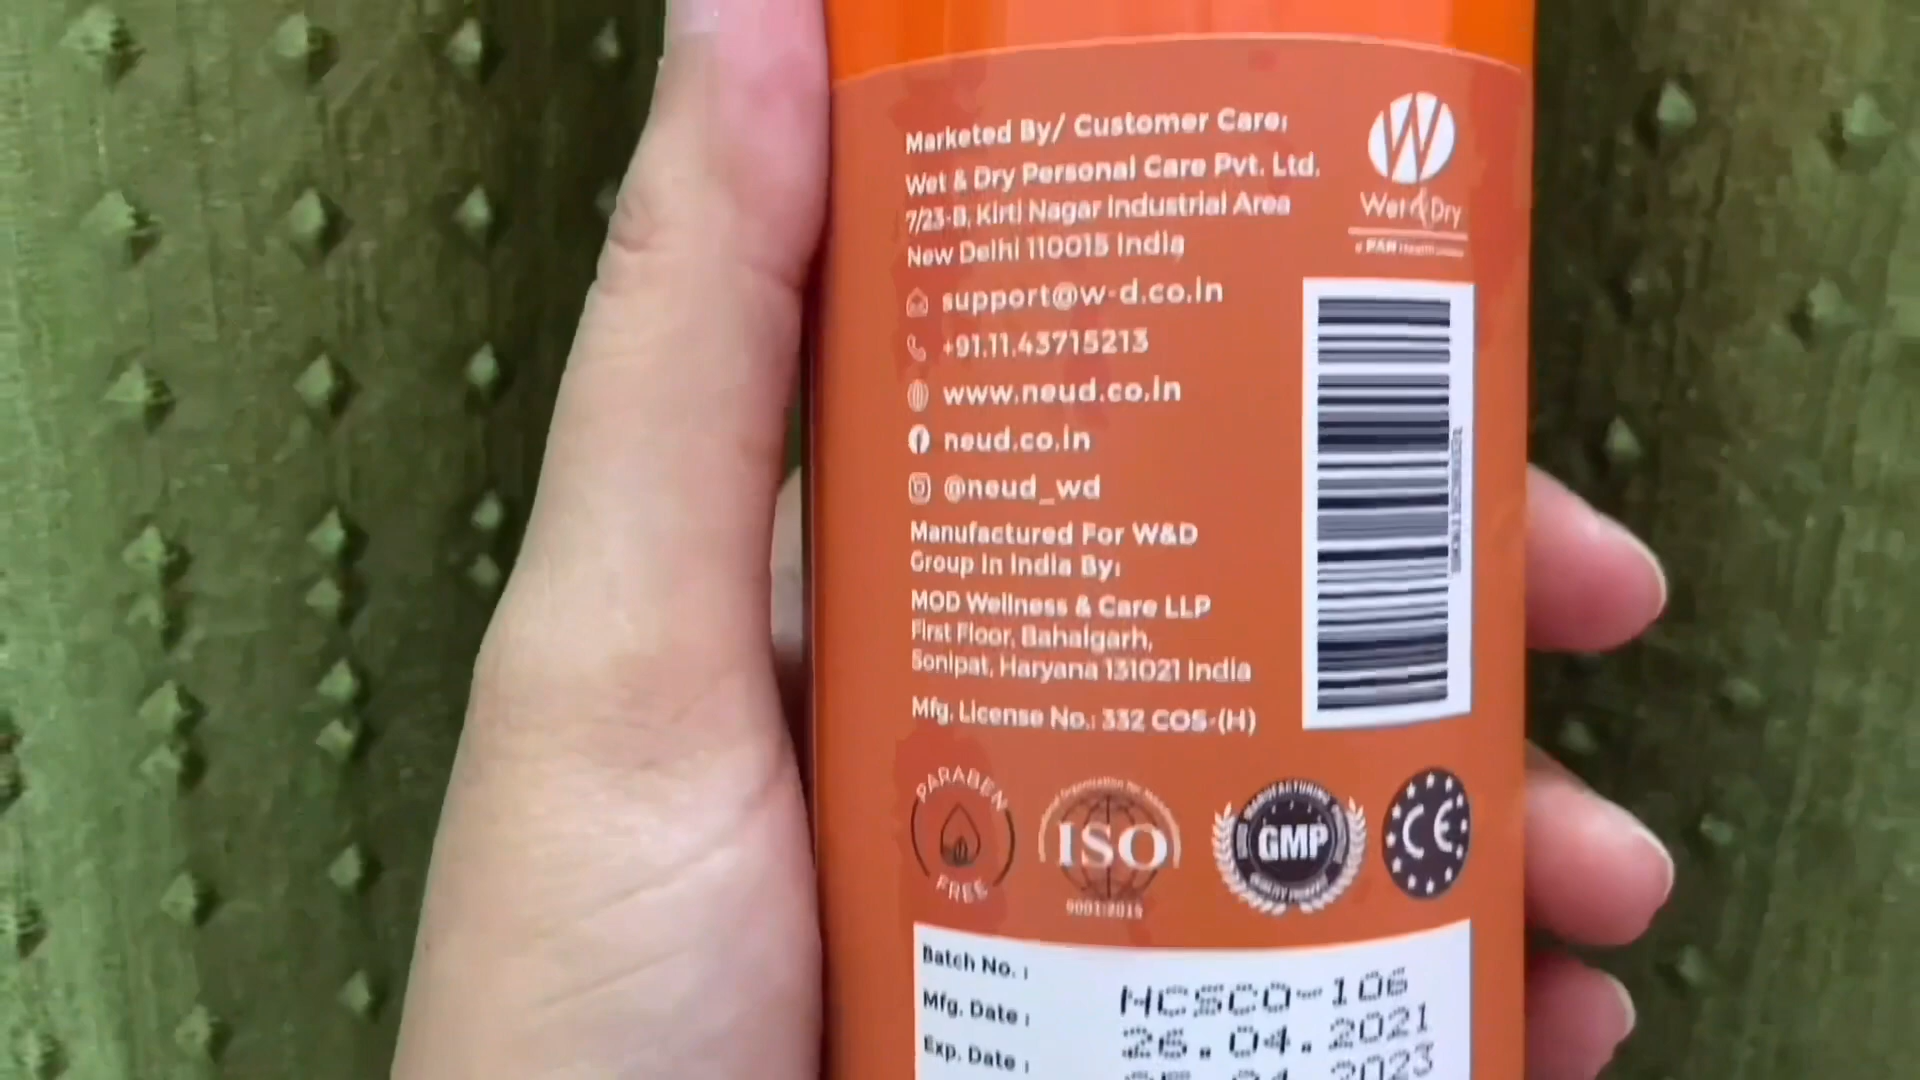 Marketed By/ Customer Care:
Wet & Dry Personal Care Pvt. Ltd.
7/23-B, Kirti Nagar Industrial Area
New Delhi 110015 India
support@w-d.co.in
+91.11.43715213
www.neud.co.in
neud.co.in
@neud_wd
Manufactured For W&D
Group In India By:
MOD Wellness & Care LLP
First Floor, Bahalgarh,
Sonipat, Haryana 131021 India
Mfg. License No.: 332 COS-(H)
W
Wet & Dry
PARABEN
FREE
ISO
9001:2015
MANUFACTURING
GMP
CE
Batch No. : HCSCO-106
Mfg. Date : 26.04.2021
Exp. Date : 2023